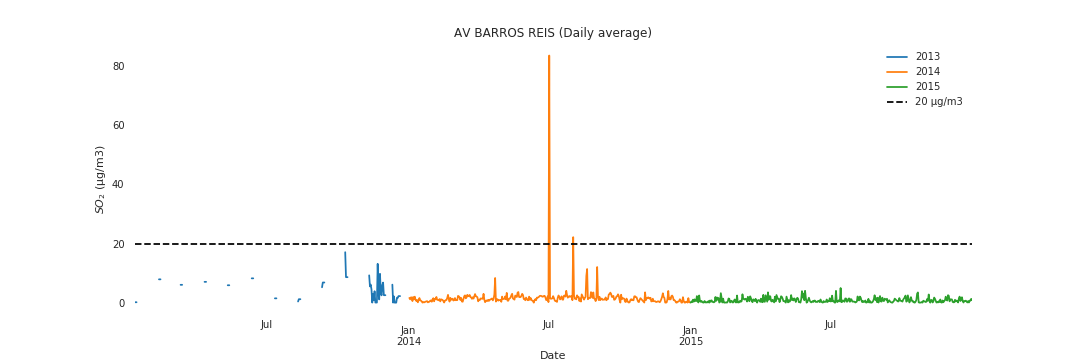 AV BARROS REIS (Daily average)
2013
2014
2015
20 µg/m3
SO2 (µg/m3)
80
60
40
20
0
Jul
Jan
2014
Jul
Jan
2015
Jul
Date